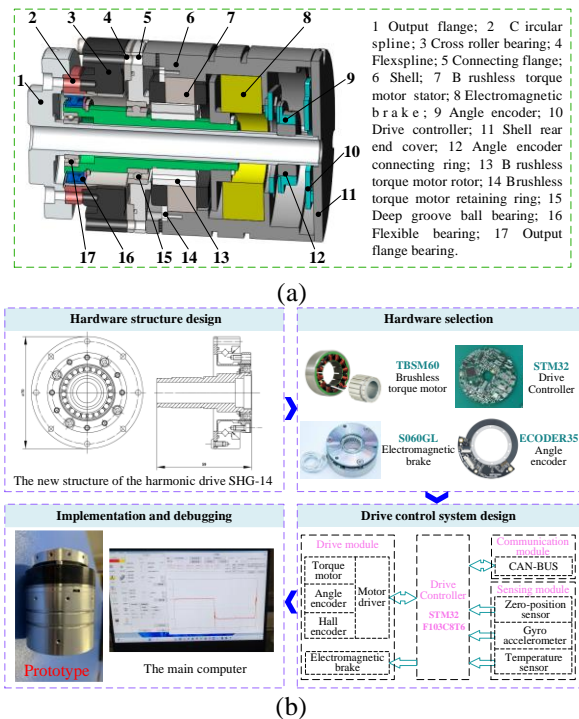 1 Output flange; 2 C ircular
spline; 3 Cross roller bearing; 4
Flexspline; 5 Connecting flange;
6 Shell; 7 B rushless torque
motor stator; 8 Electromagnetic
b r a k e ; 9 Angle encoder; 10
Drive controller; 11 Shell rear
end cover; 12 Angle encoder
connecting ring; 13 B rushless
torque motor rotor; 14 Brushless
torque motor retaining ring; 15
Deep groove ball bearing; 16
Flexible bearing; 17 Output
flange bearing.
1
2
3
4
5
6
7
8
9
10
11
12
13
14
15
16
17
(a)
Hardware structure design
The new structure of the harmonic drive SHG-14
Hardware selection
TBSM60
Brushless
torque motor
STM32
Drive
Controller
S060GL
Electromagnetic
brake
ECODER35
Angle
encoder
Implementation and debugging
Prototype
The main computer
Drive control system design
Drive module
Torque
motor
Angle
encoder
Hall
encoder
Motor
driver
Electromagnetic
brake
Drive
Controller
STM32
F103C8T6
Communication
module
CAN-BUS
Sensing module
Zero-position
sensor
Gyro
accelerometer
Temperature
sensor
(b)